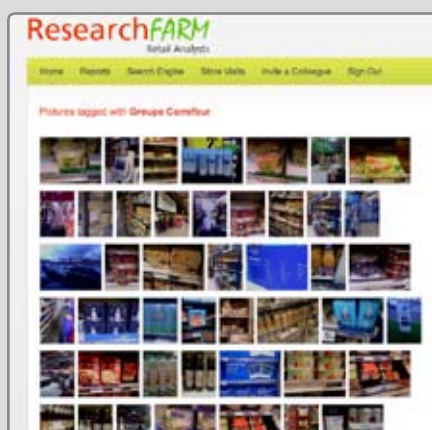 ResearchFARM
Retail Analysts
Home Reports Search Engine Store Visits Invite a Colleague Sign Out
Pictures tagged with Groupe Carrefour